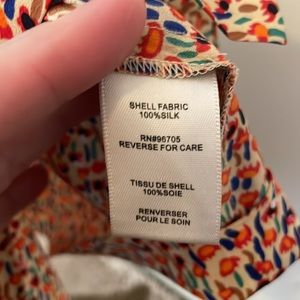 SHELL FABRIC
100%SILK
RN#96705
REVERSE FOR CARE
TISSU DE SHELL
100%SOIE
RENVERSER
POUR LE SOIN